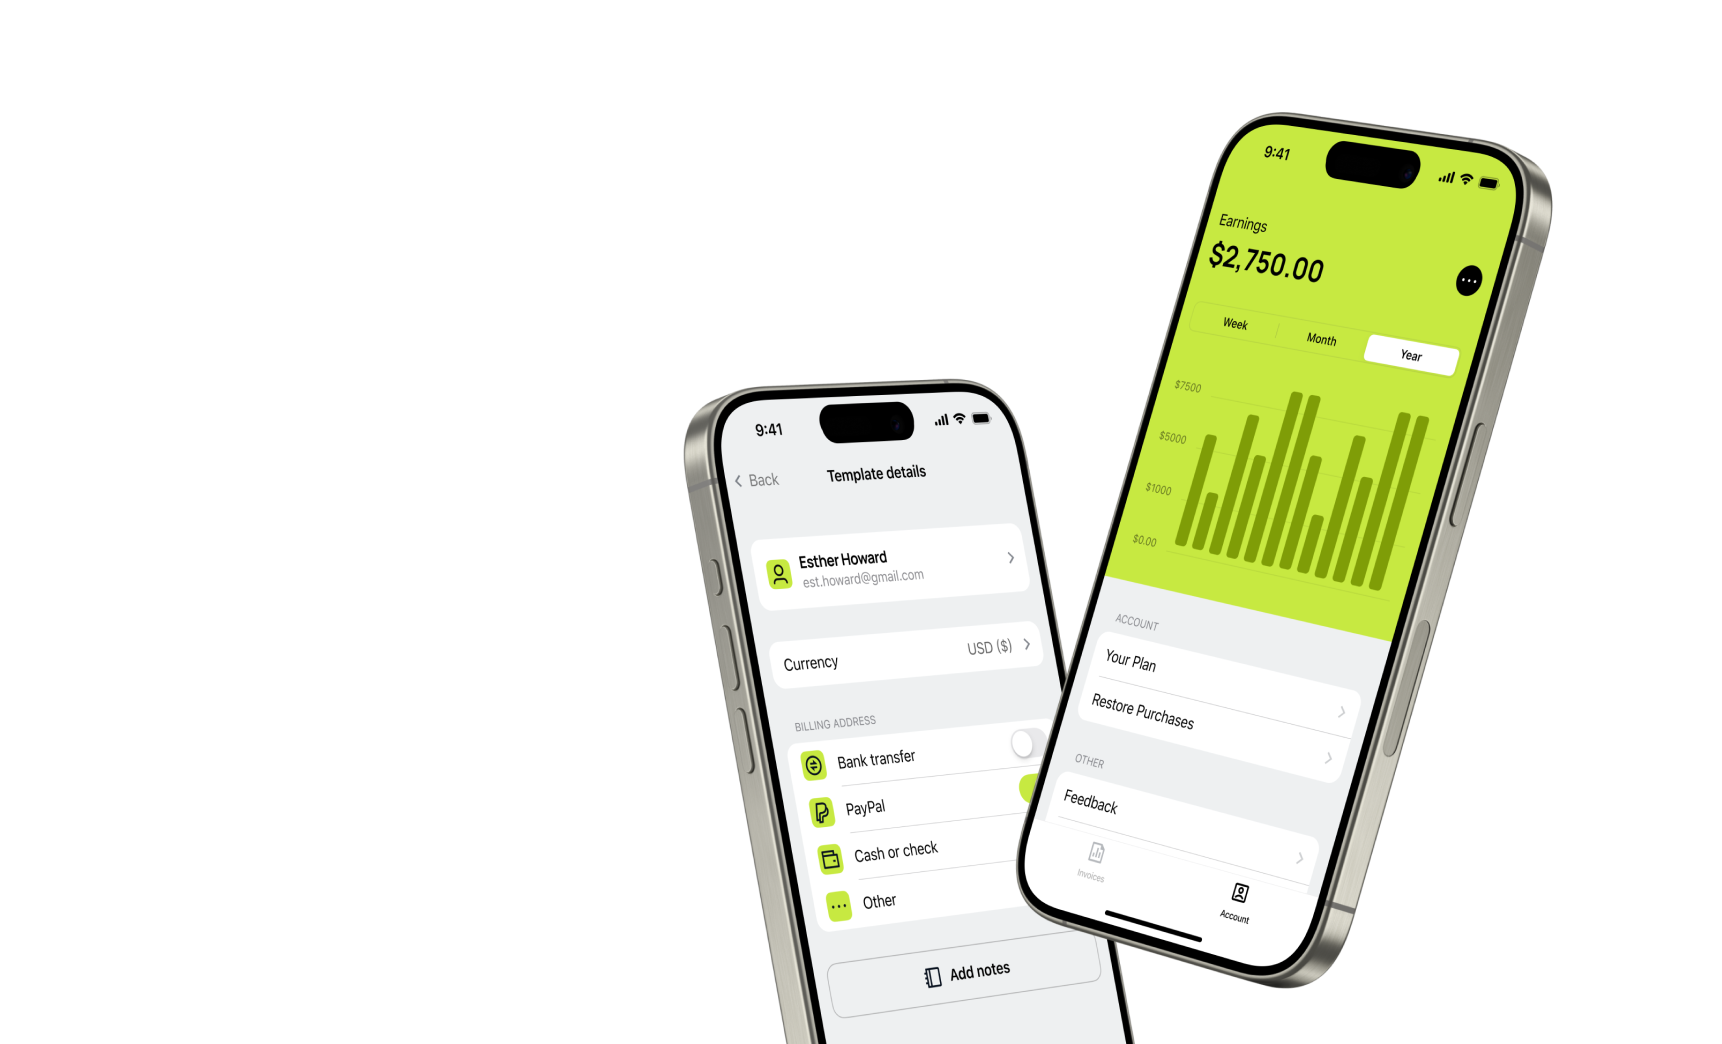 9:41
Back
Template details
Esther Howard
est.howard@gmail.com
Currency
USD ($)
BILLING ADDRESS
Bank transfer
PayPal
Cash or check
Other
Add notes
9:41
Earnings
$2,750.00
Week
Month
Year
$7500
$5000
$1000
$0.00
ACCOUNT
Your Plan
Restore Purchases
OTHER
Feedback
Invoices
Account